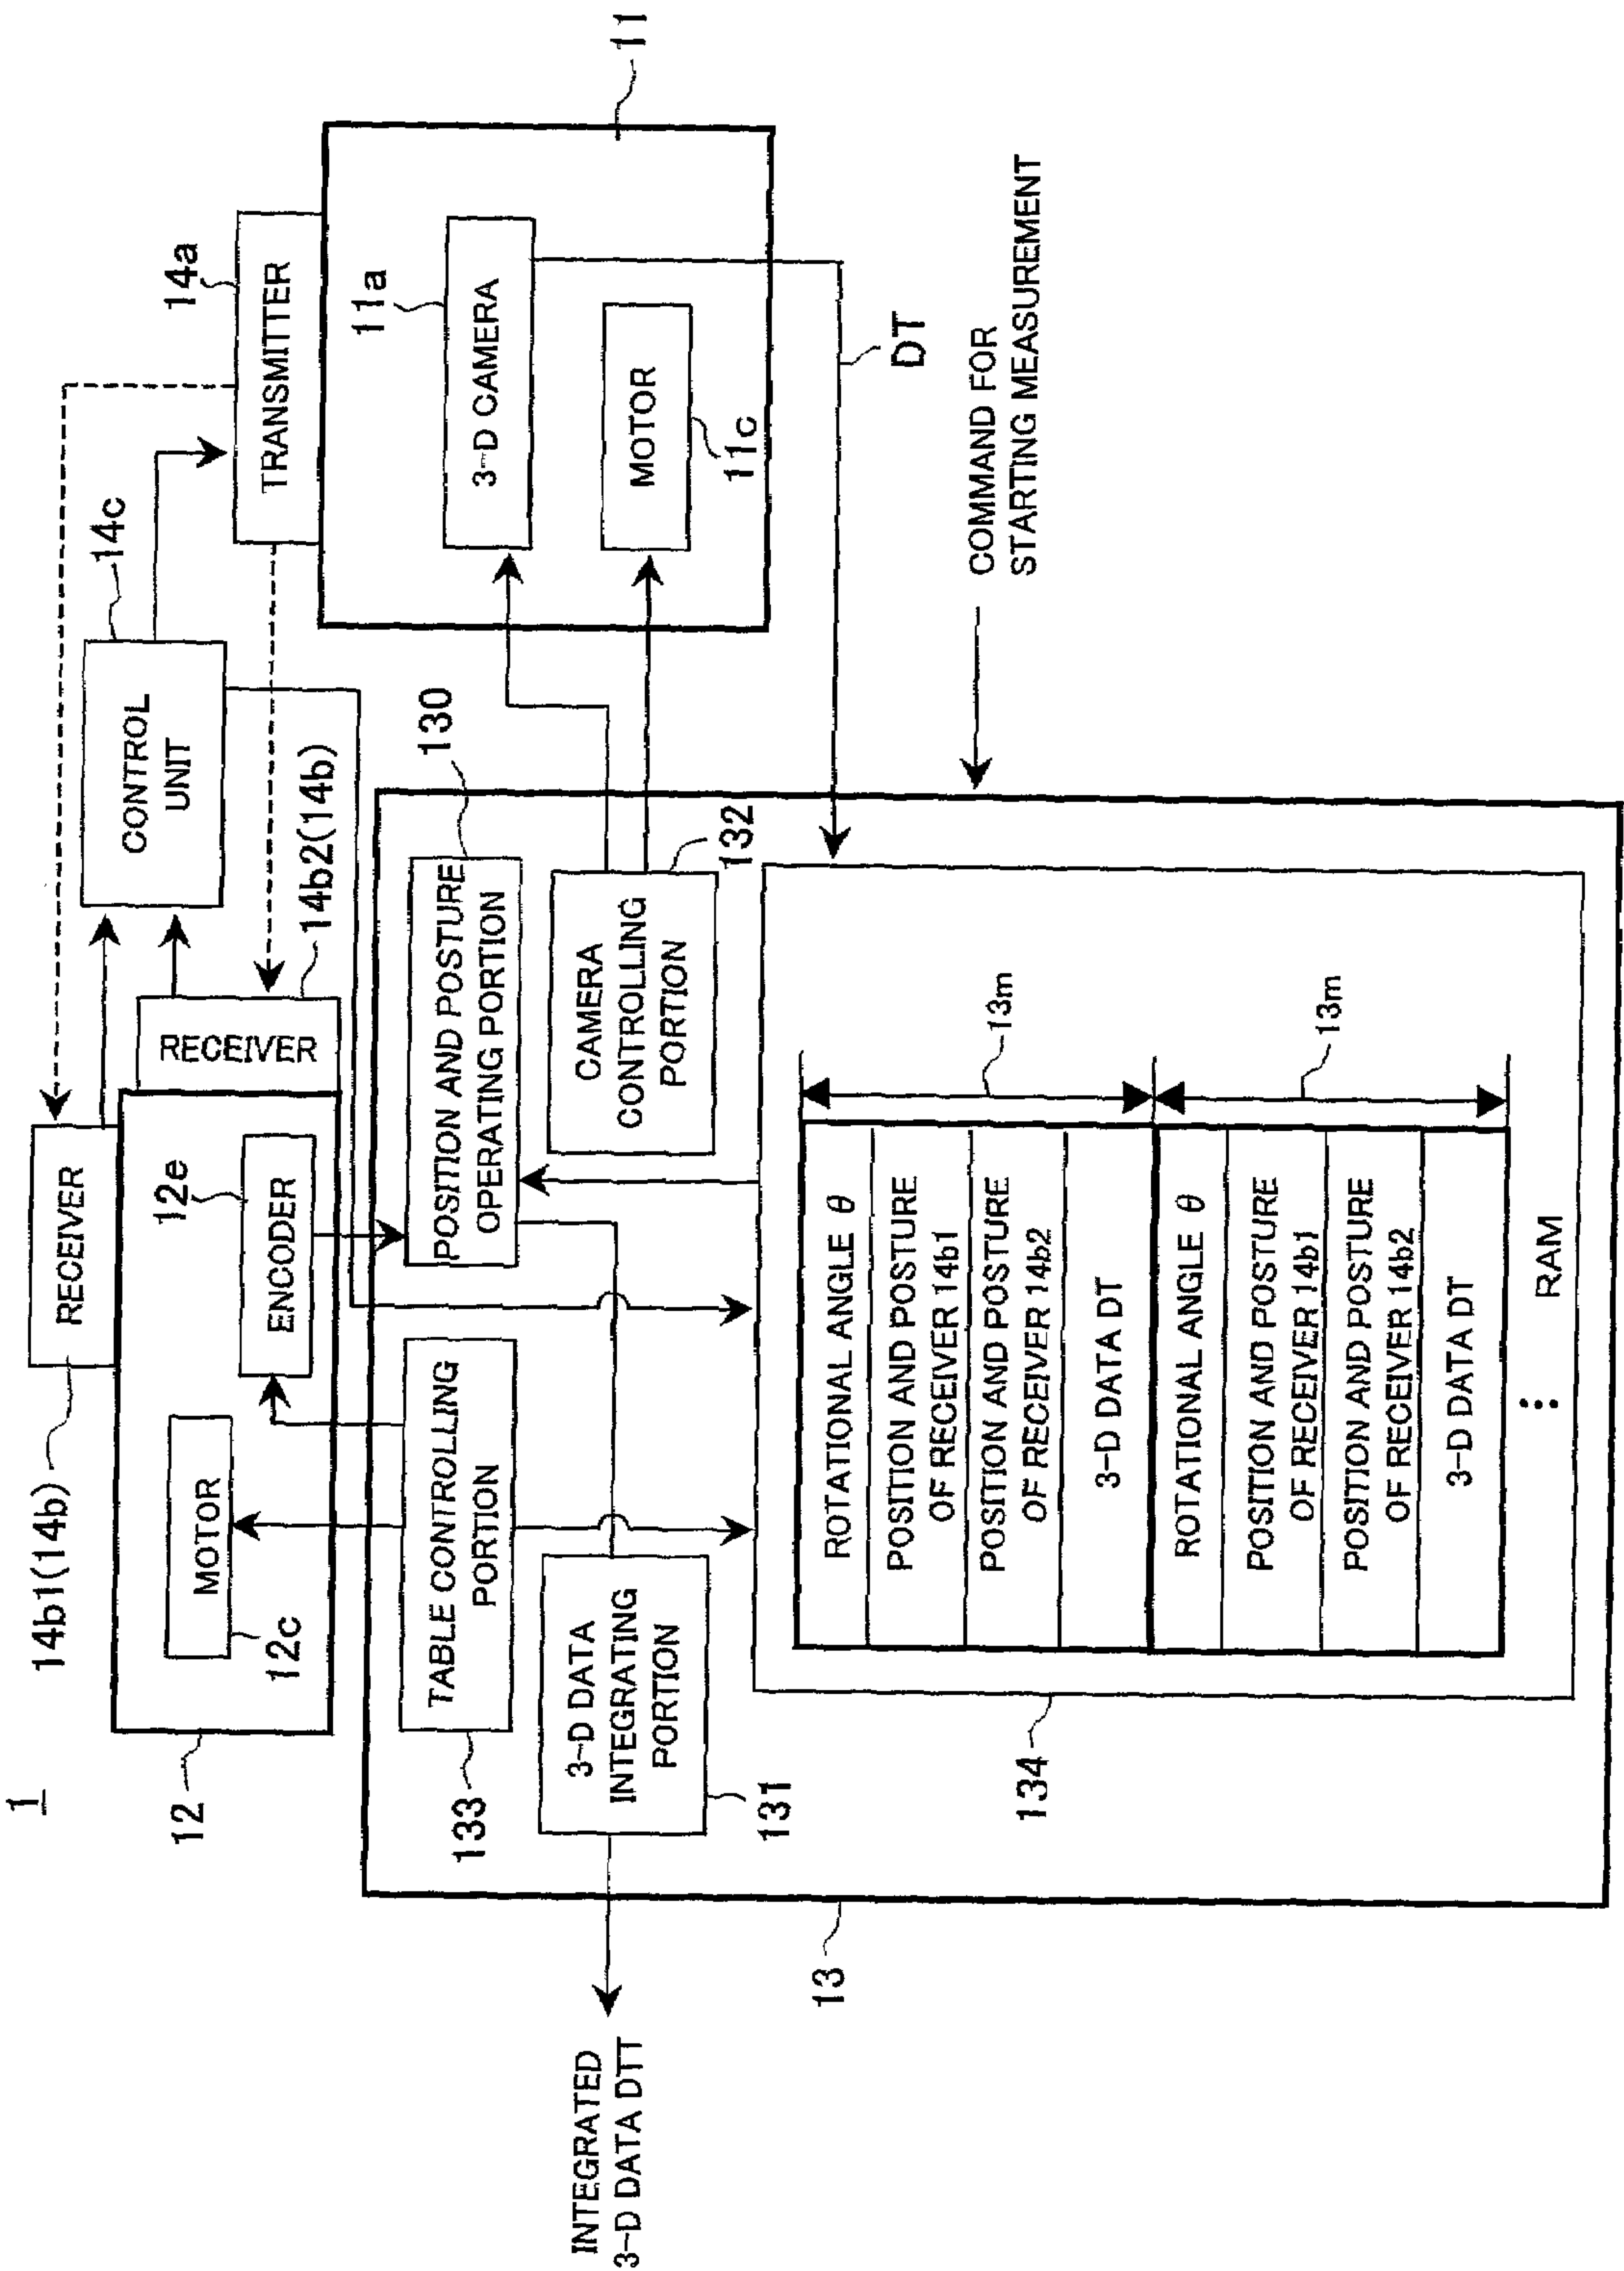 1
14b1(14b)
RECEIVER
12
MOTOR
12c
12e
ENCODER
RECEIVER
14b2(14b)
CONTROL
UNIT
14c
TRANSMITTER
14a
11
11a
3-D CAMERA
MOTOR
11c
DT
COMMAND FOR
STARTING MEASUREMENT
13
TABLE CONTROLLING
PORTION
133
POSITION AND POSTURE
OPERATING PORTION
130
3-D DATA
INTEGRATING
PORTION
131
CAMERA
CONTROLLING
PORTION
132
INTEGRATED
3-D DATA DTT
134
ROTATIONAL ANGLE θ
POSITION AND POSTURE
OF RECEIVER 14b1
POSITION AND POSTURE
OF RECEIVER 14b2
3-D DATA DT
13m
ROTATIONAL ANGLE θ
POSITION AND POSTURE
OF RECEIVER 14b1
POSITION AND POSTURE
OF RECEIVER 14b2
3-D DATA DT
13m
⋮
RAM